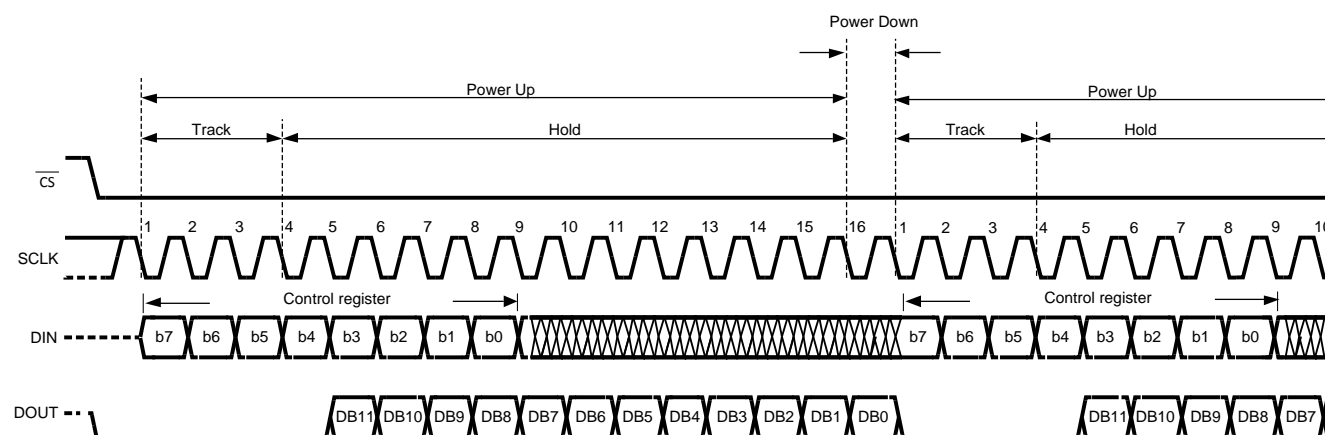 Power Down
Power Up Power Up
Track Hold Track Hold
CS
1 2 3 4 5 6 7 8 9 10 11 12 13 14 15 16 1 2 3 4 5 6 7 8 9 10
SCLK
Control register Control register
DIN b7 b6 b5 b4 b3 b2 b1 b0 b7 b6 b5 b4 b3 b2 b1 b0
DOUT DB11 DB10 DB9 DB8 DB7 DB6 DB5 DB4 DB3 DB2 DB1 DB0 DB11 DB10 DB9 DB8 DB7